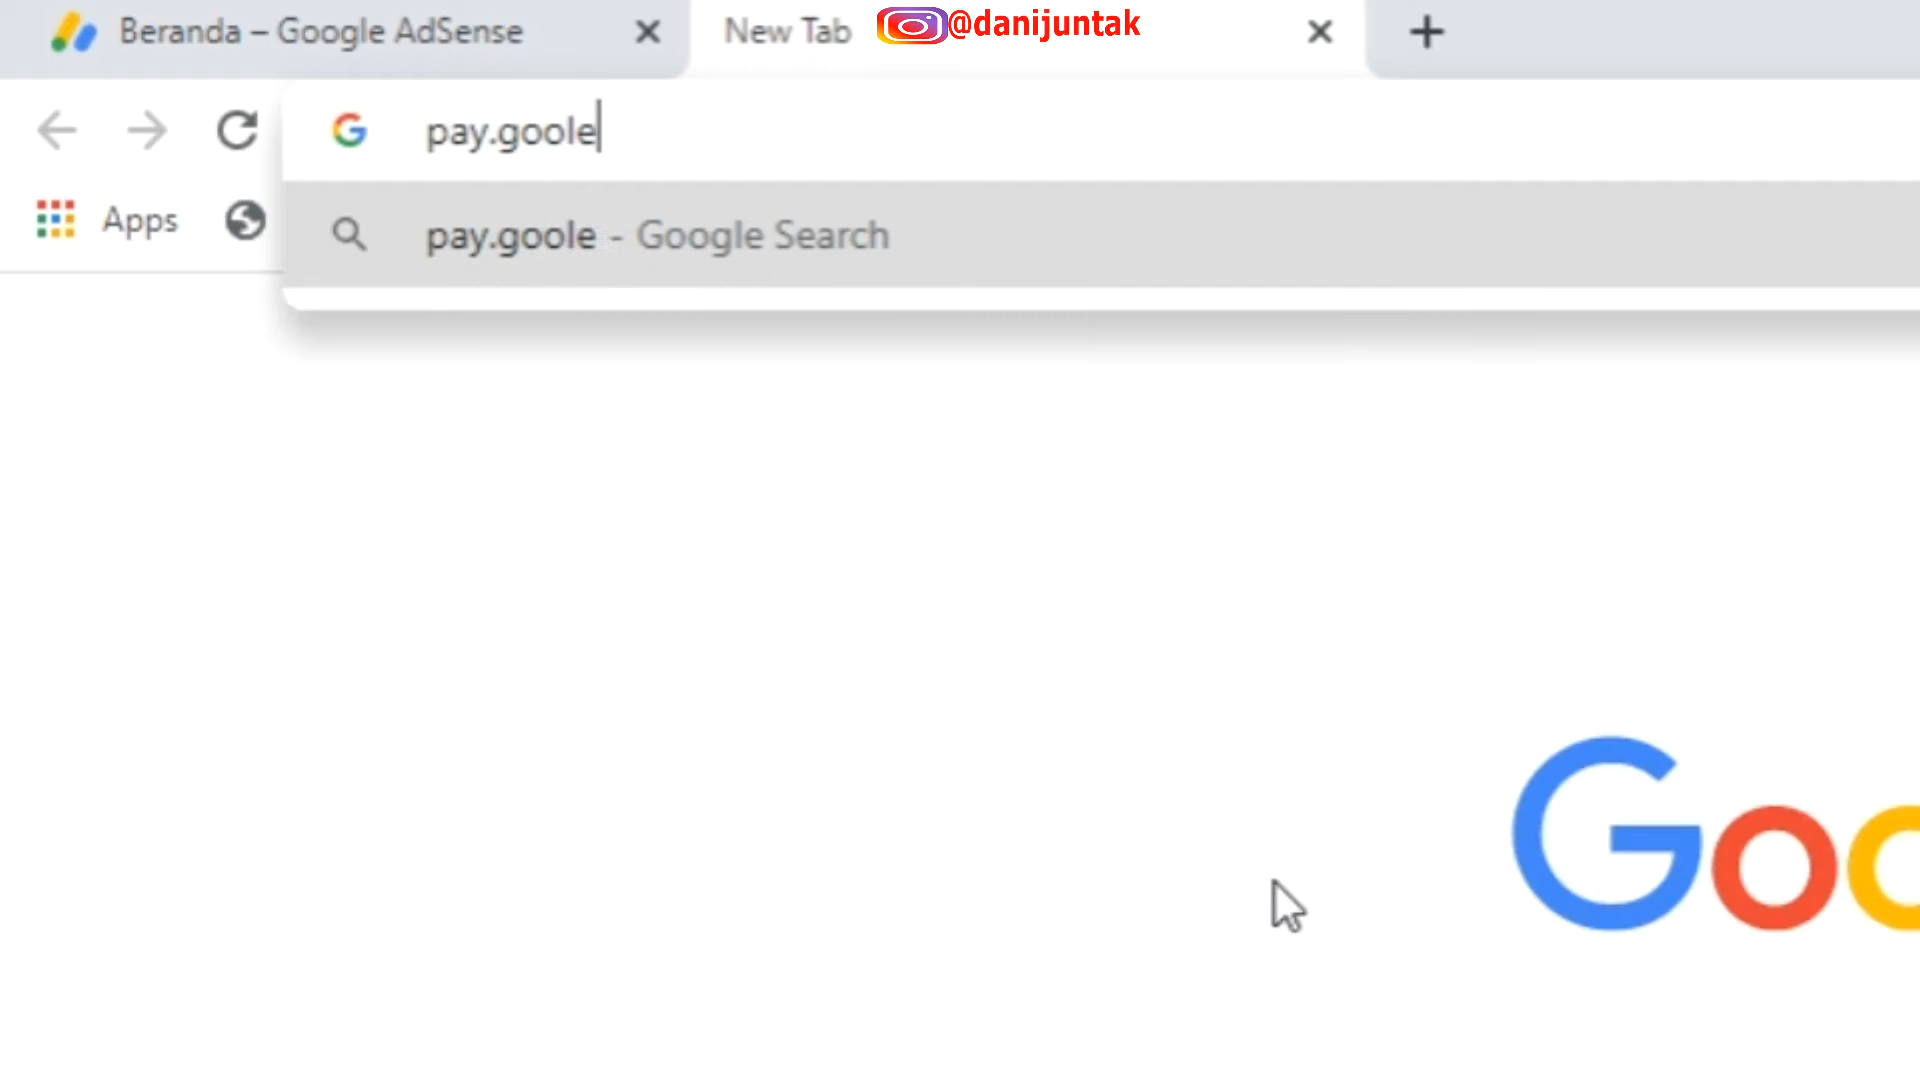 Beranda – Google AdSense
New Tab
@danijuntak
pay.goole
Apps
pay.goole - Google Search
Goo